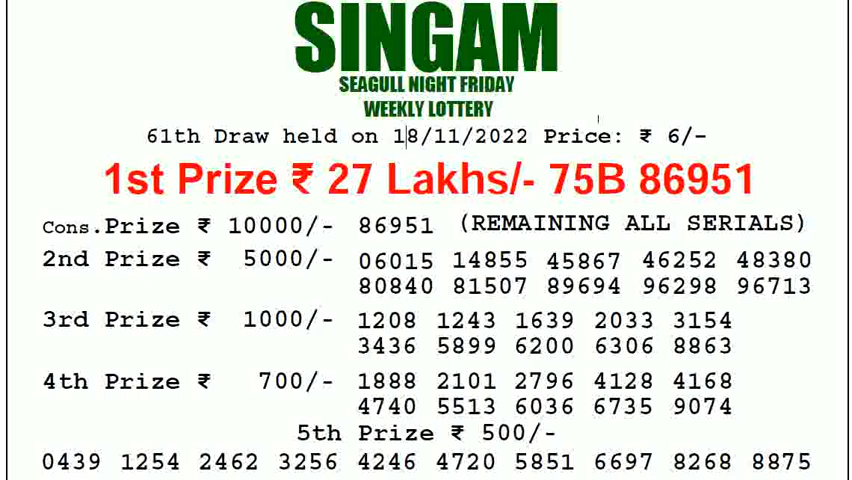 SINGAM
SEAGULL NIGHT FRIDAY
WEEKLY LOTTERY
61th Draw held on 18/11/2022 Price: ₹ 6/-
1st Prize ₹ 27 Lakhs/- 75B 86951
Cons.Prize ₹ 10000/- 86951 (REMAINING ALL SERIALS)
2nd Prize ₹ 5000/- 06015 14855 45867 46252 48380
80840 81507 89694 96298 96713
3rd Prize ₹ 1000/- 1208 1243 1639 2033 3154
3436 5899 6200 6306 8863
4th Prize ₹ 700/- 1888 2101 2796 4128 4168
4740 5513 6036 6735 9074
5th Prize ₹ 500/-
0439 1254 2462 3256 4246 4720 5851 6697 8268 8875